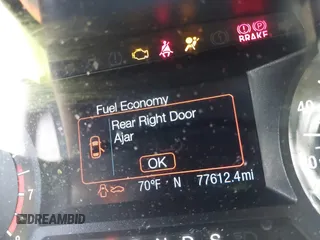 BRAKE
Fuel Economy
Rear Right Door
Ajar
OK
70°F N 77612.4mi
DREAMBID